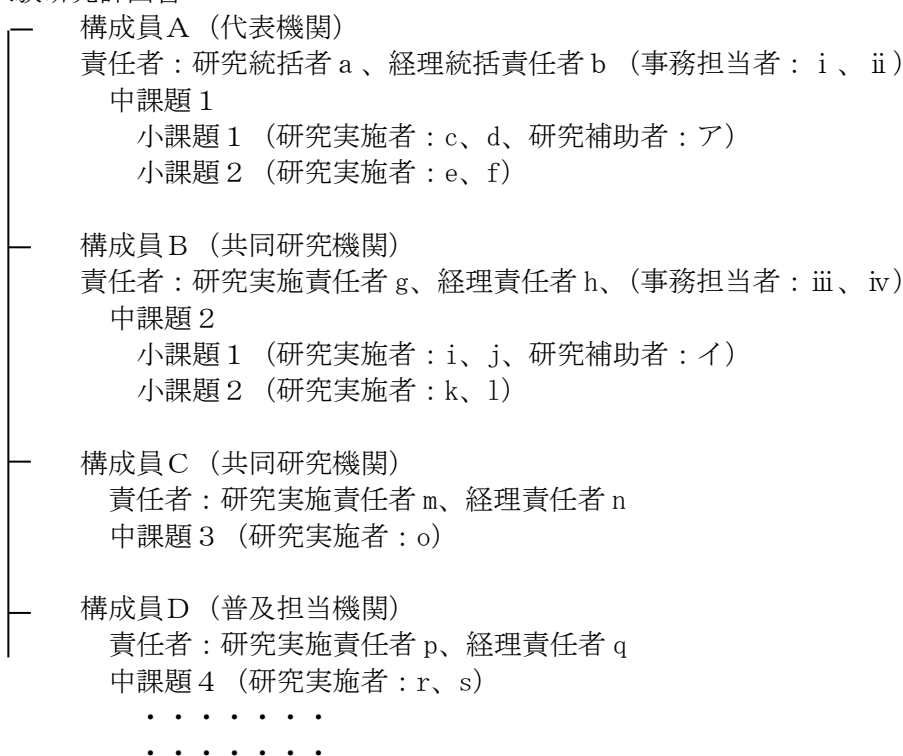 構成員A（代表機関）
責任者：研究統括者a、経理統括責任者b（事務担当者：ⅰ、ⅱ）
中課題１
小課題１（研究実施者：c、d、研究補助者：ア）
小課題２（研究実施者：e、f）
構成員B（共同研究機関）
責任者：研究実施責任者g、経理責任者h、（事務担当者：ⅲ、ⅳ）
中課題２
小課題１（研究実施者：i、j、研究補助者：イ）
小課題２（研究実施者：k、l）
構成員C（共同研究機関）
責任者：研究実施責任者m、経理責任者n
中課題３（研究実施者：o）
構成員D（普及担当機関）
責任者：研究実施責任者p、経理責任者q
中課題４（研究実施者：r、s）
・・・・・・・
・・・・・・・